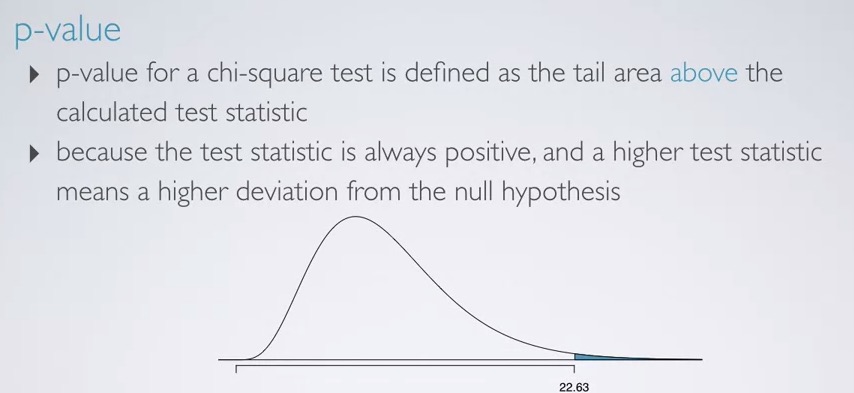 p-value
p-value for a chi-square test is defined as the tail area above the
calculated test statistic
because the test statistic is always positive, and a higher test statistic
means a higher deviation from the null hypothesis
22.63